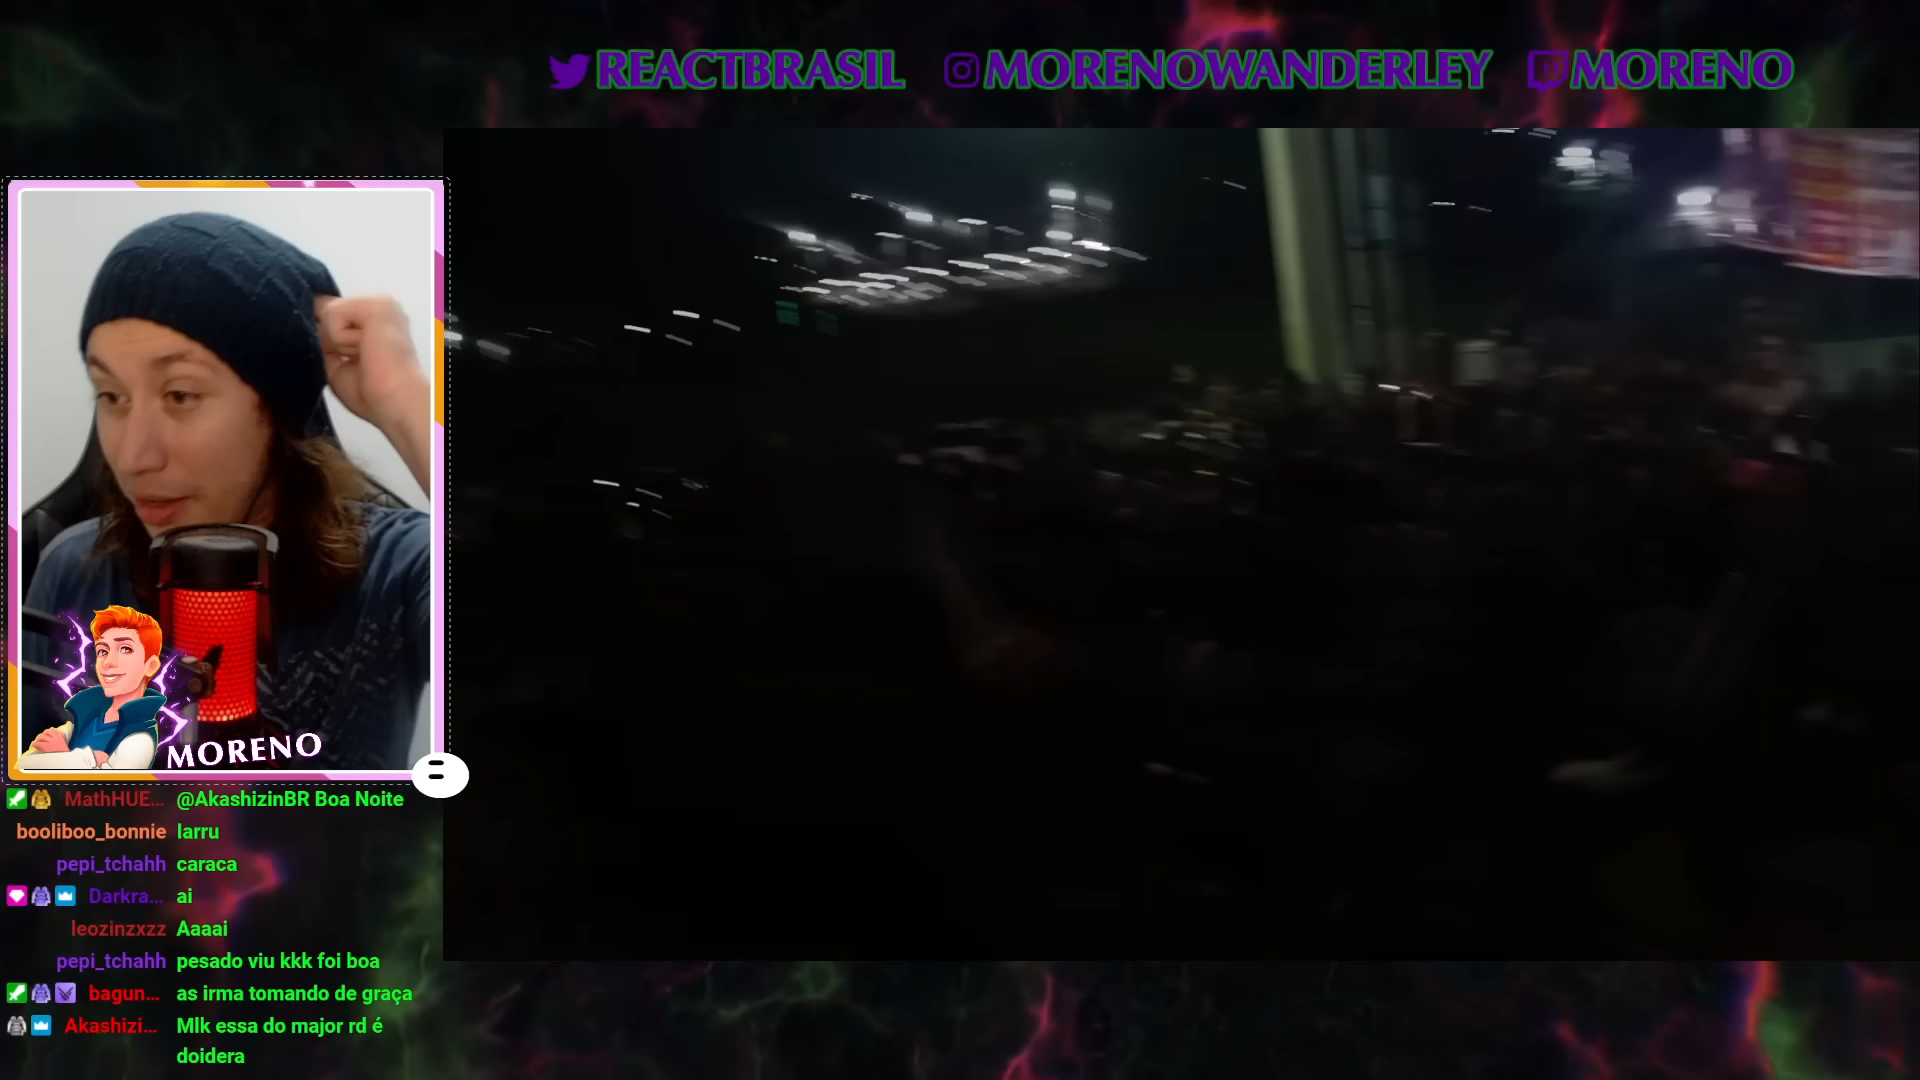 REACTBRASIL MORENOWANDERLEY MORENO
MORENO
MathHUE... @AkashizinBR Boa Noite
booliboo_bonnie larru
pepi_tchahh caraca
Darkra... ai
leozinzxzz Aaaai
pepi_tchahh pesado viu kkk foi boa
bagun... as irma tomando de graça
Akashizi... Mlk essa do major rd é
doidera